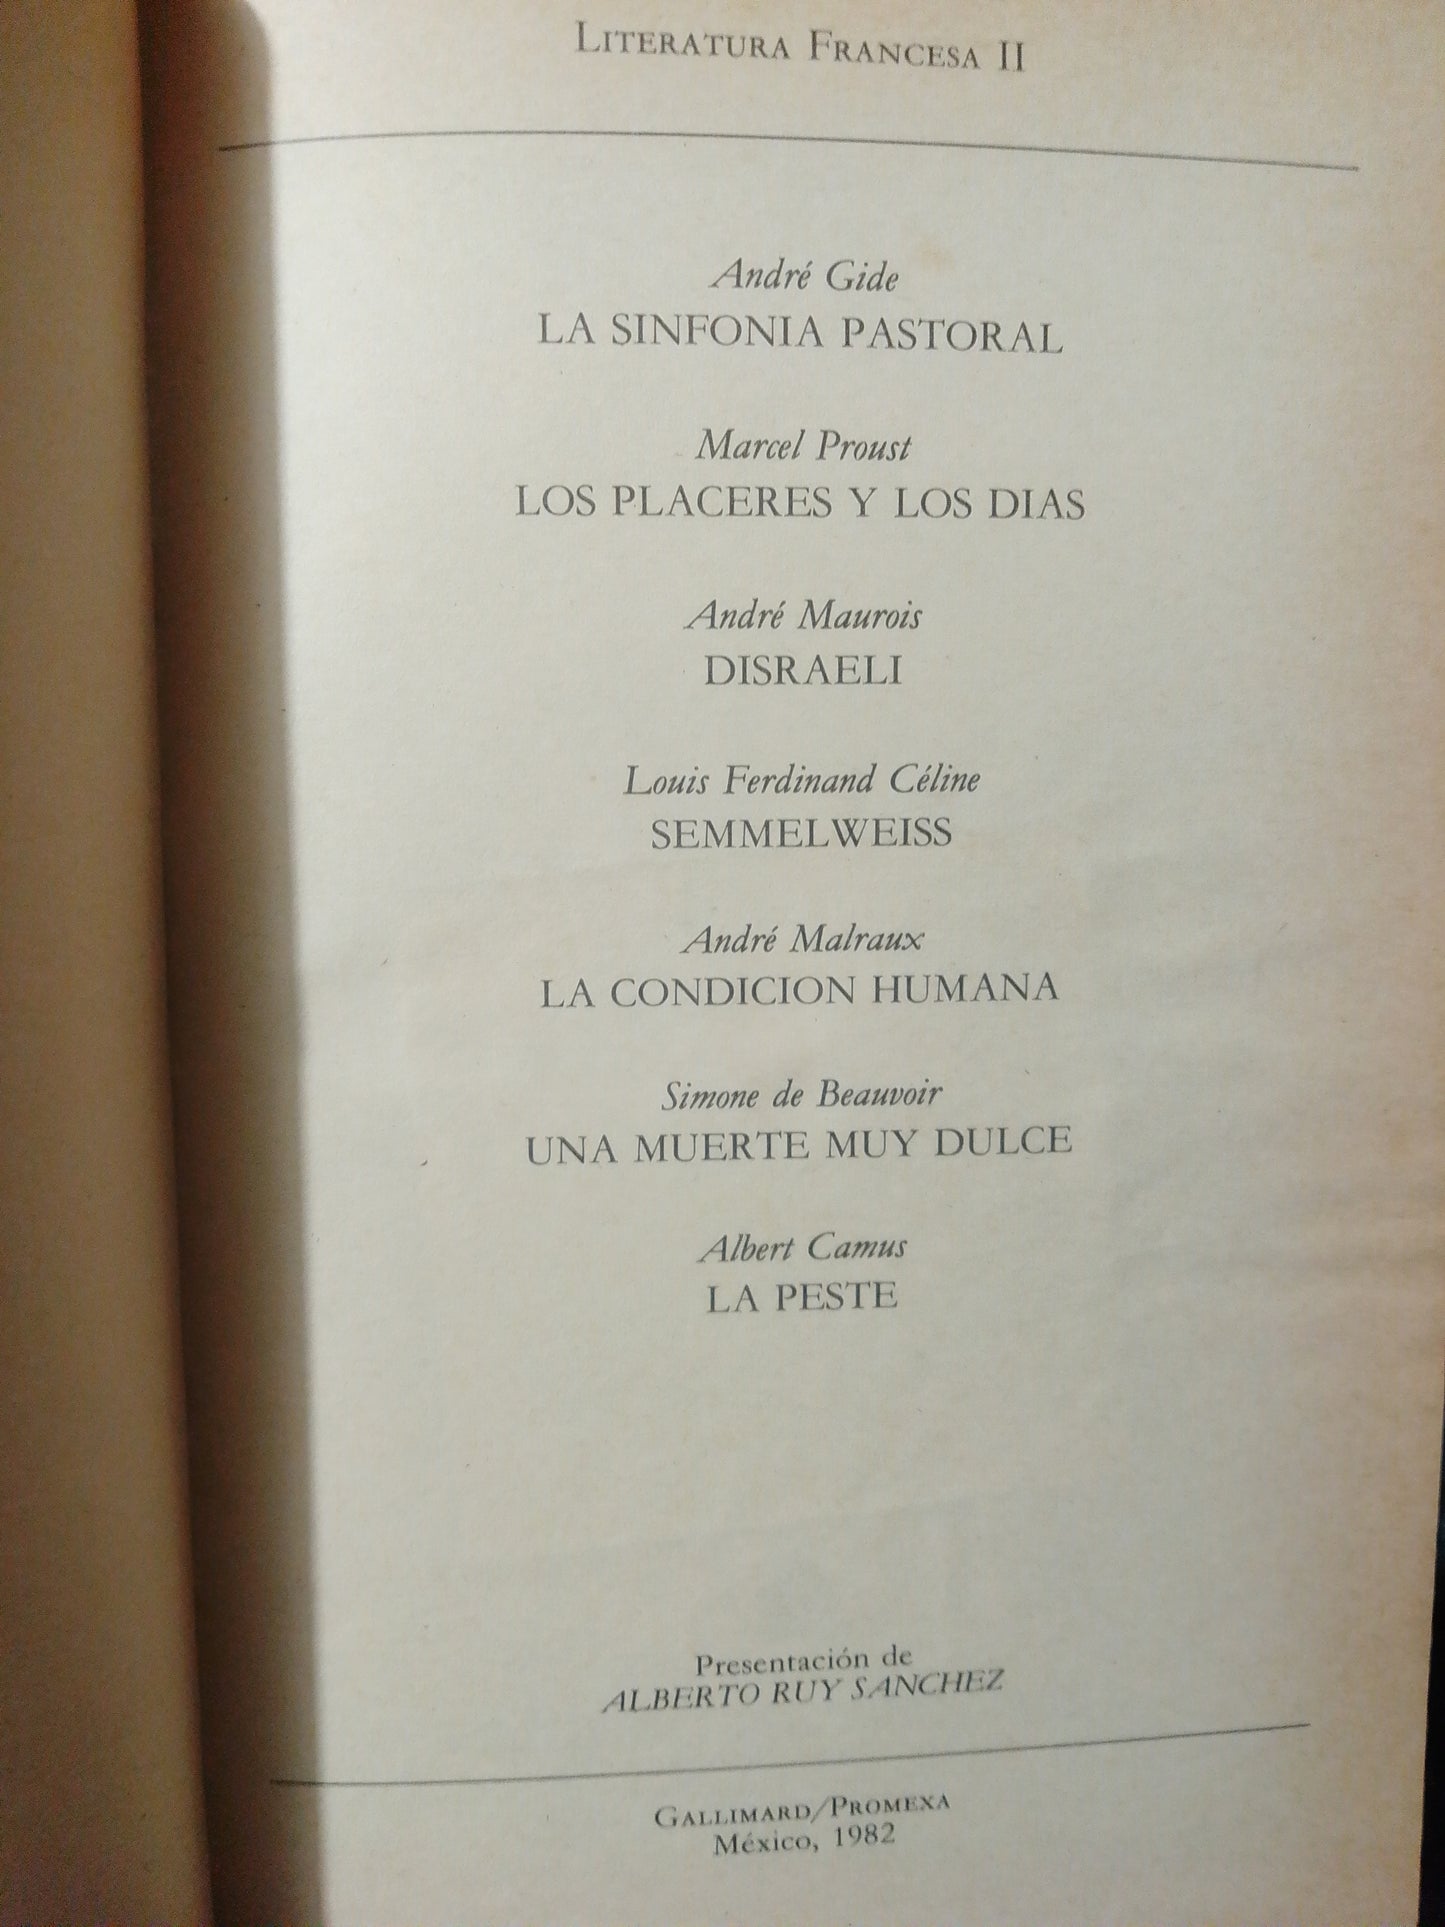 LITERATURA FRANCESA II
André Gide
LA SINFONIA PASTORAL
Marcel Proust
LOS PLACERES Y LOS DIAS
André Maurois
DISRAELI
Louis Ferdinand Céline
SEMMELWEISS
André Malraux
LA CONDICION HUMANA
Simone de Beauvoir
UNA MUERTE MUY DULCE
Albert Camus
LA PESTE
Presentación de
ALBERTO RUY SANCHEZ
GALLIMARD/PROMEXA
México, 1982